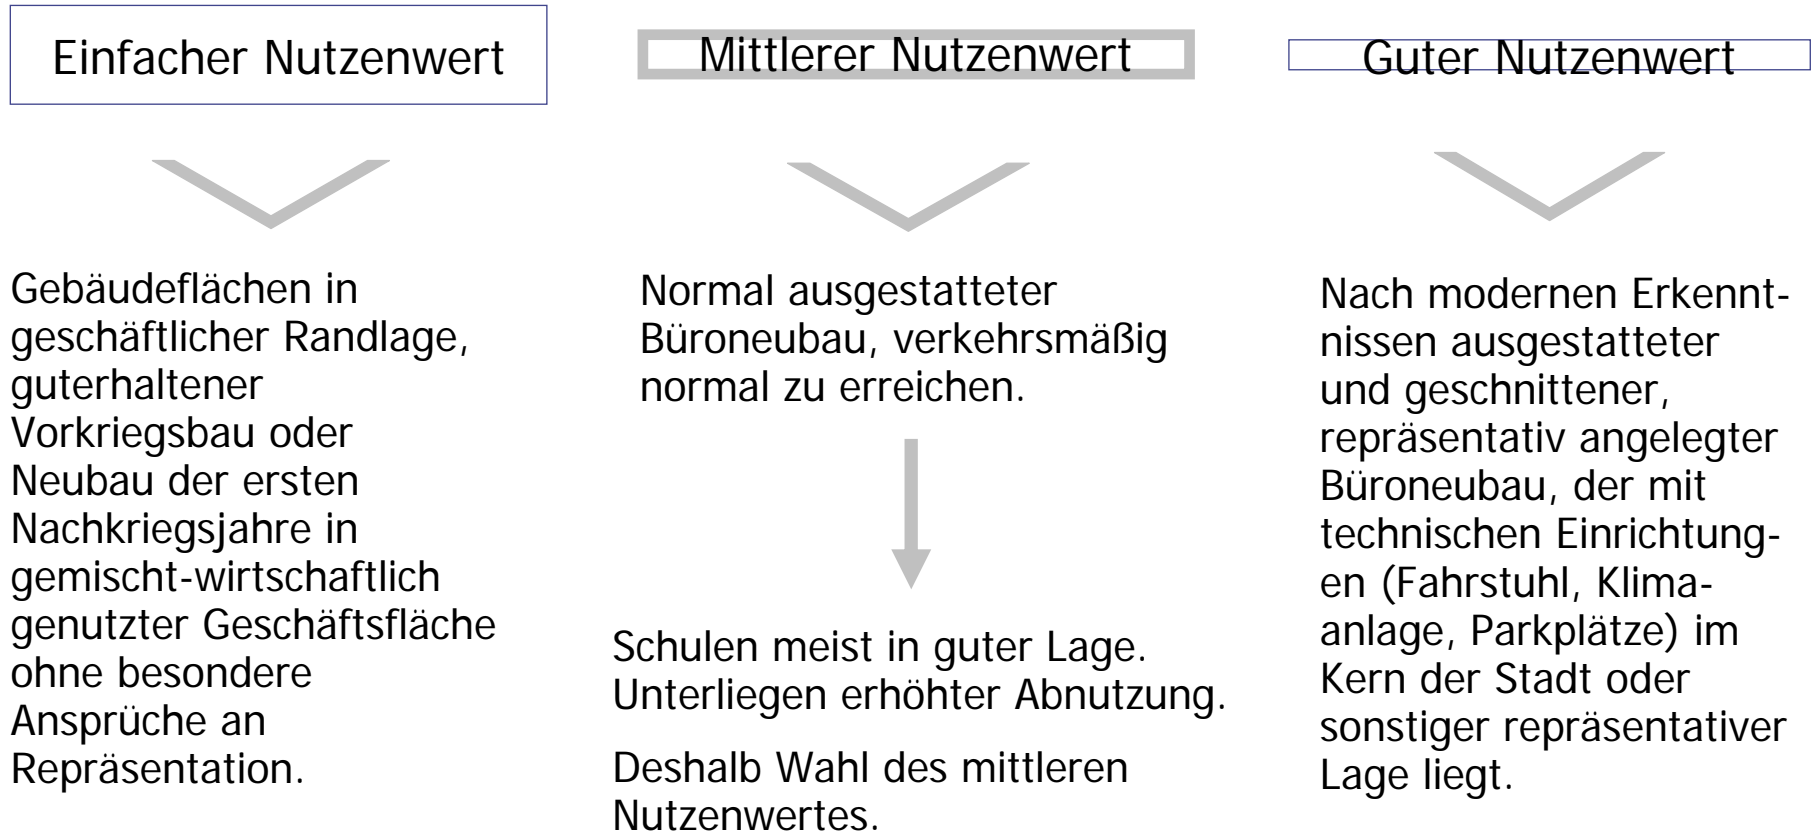 Einfacher Nutzenwert
Gebäudeflächen in
geschäftlicher Randlage,
guterhaltener
Vorkriegsbau oder
Neubau der ersten
Nachkriegsjahre in
gemischt-wirtschaftlich
genutzter Geschäftsfläche
ohne besondere
Ansprüche an
Repräsentation.
Mittlerer Nutzenwert
Normal ausgestatteter
Büroneubau, verkehrsmäßig
normal zu erreichen.
Schulen meist in guter Lage.
Unterliegen erhöhter Abnutzung.
Deshalb Wahl des mittleren
Nutzenwertes.
Guter Nutzenwert
Nach modernen Erkennt-
nissen ausgestatteter
und geschnittener,
repräsentativ angelegter
Büroneubau, der mit
technischen Einrichtung-
en (Fahrstuhl, Klima-
anlage, Parkplätze) im
Kern der Stadt oder
sonstiger repräsentativer
Lage liegt.